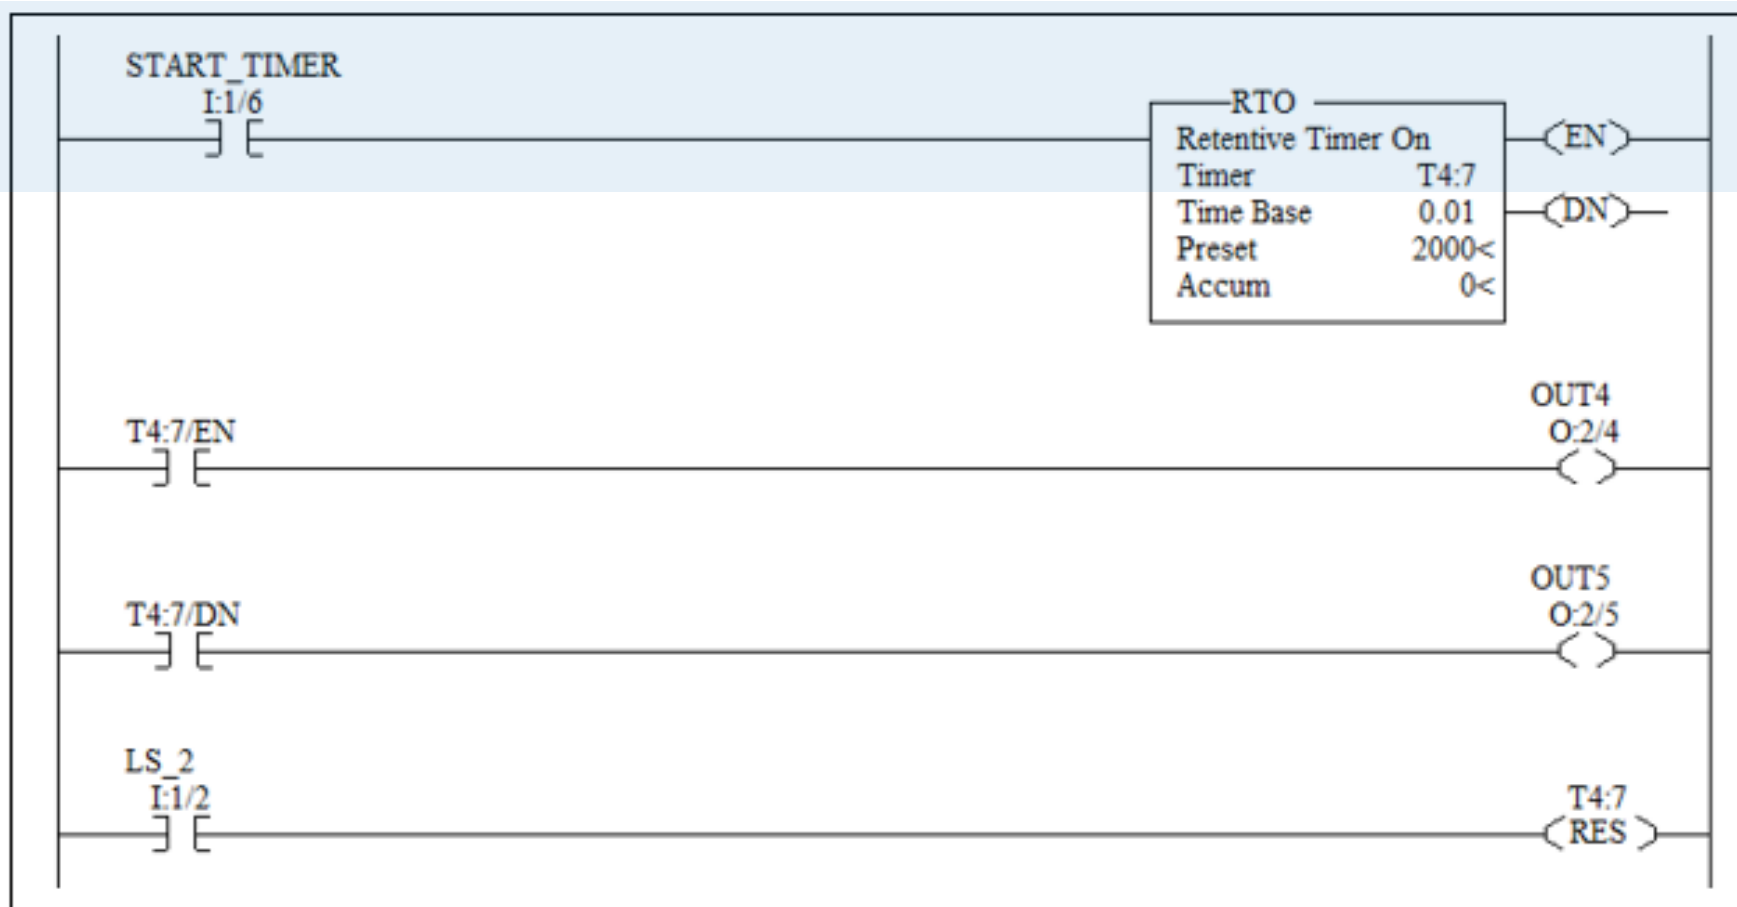 START_TIMER
I:1/6
RTO
Retentive Timer On
Timer T4:7
Time Base 0.01
Preset 2000<
Accum 0<
EN
DN
T4:7/EN
OUT4
O:2/4
T4:7/DN
OUT5
O:2/5
LS_2
I:1/2
T4:7
RES